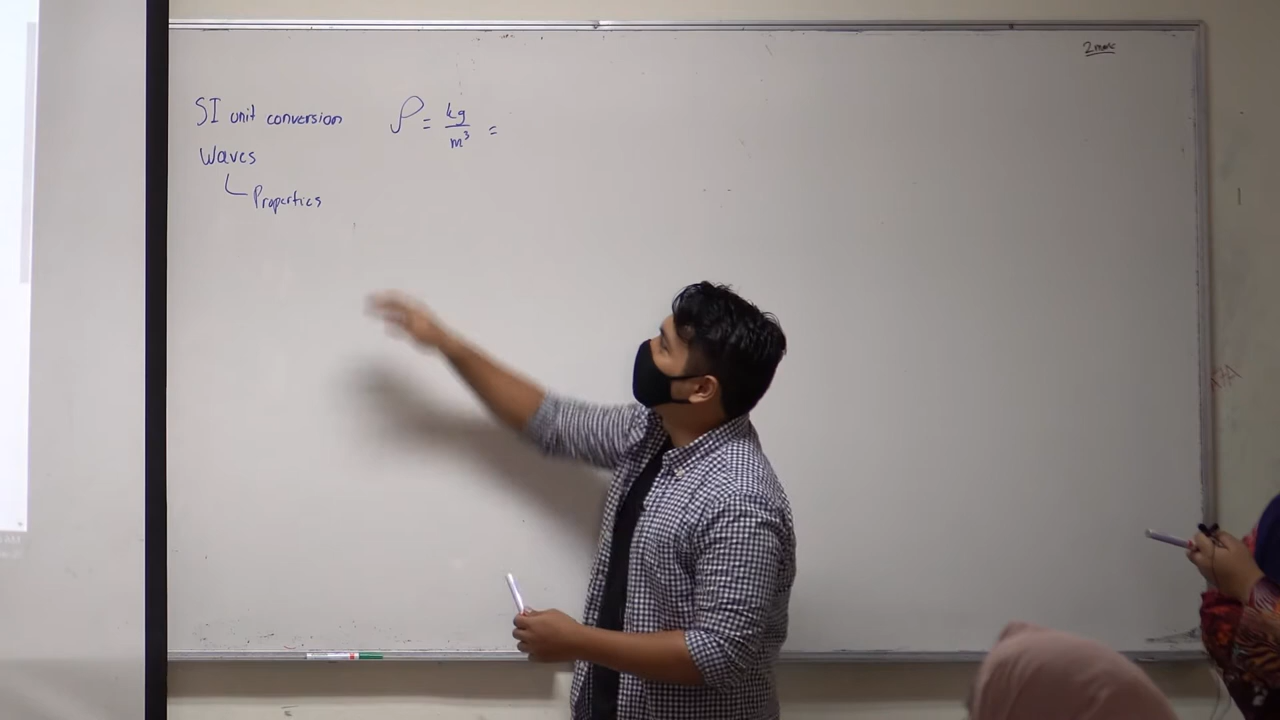 SI unit conversion
Waves
Properties
ρ = kg/m³ =